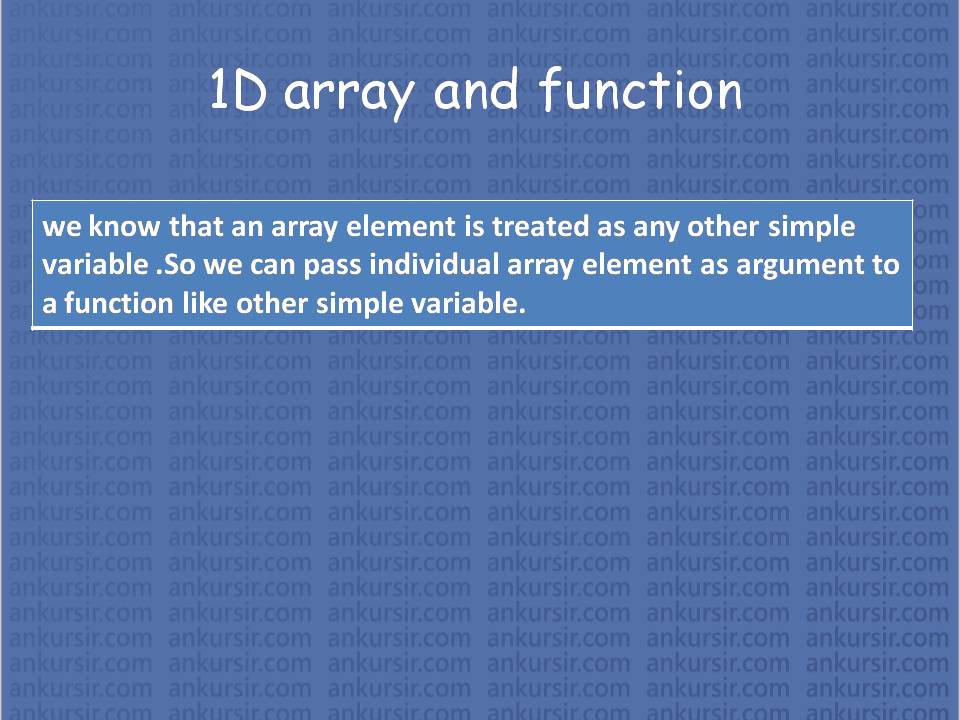 1D array and function
we know that an array element is treated as any other simple
variable .So we can pass individual array element as argument to
a function like other simple variable.
ankursir.com